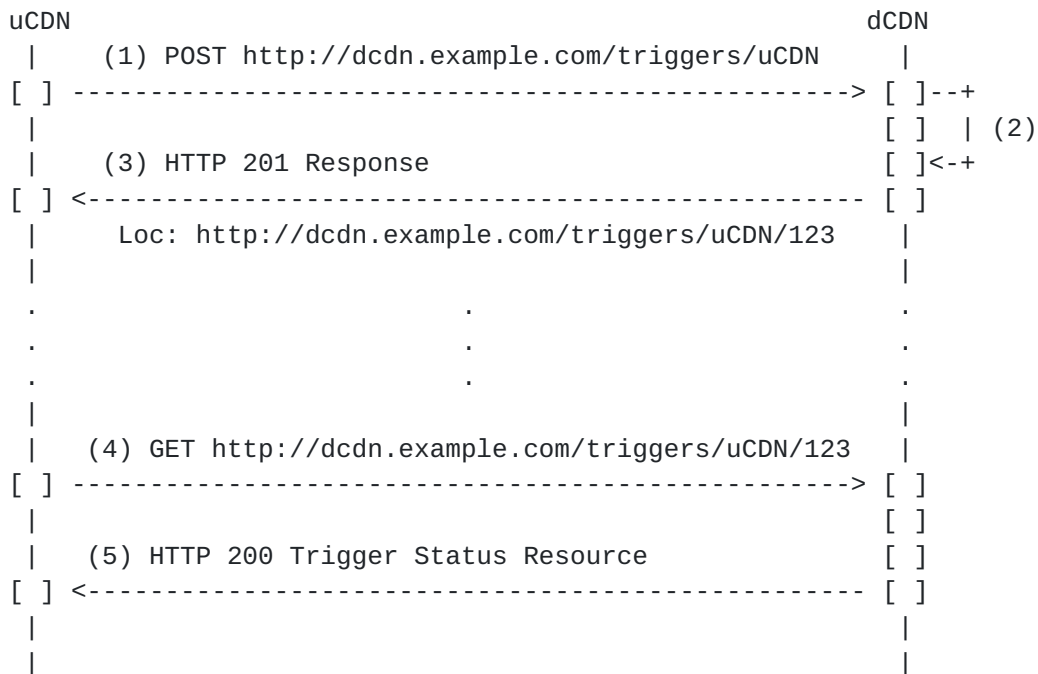 uCDN                                                   dCDN
 |    (1) POST http://dcdn.example.com/triggers/uCDN     |
[ ] --------------------------------------------------> [ ]--+
 |                                                      [ ]  | (2)
 |    (3) HTTP 201 Response                             [ ]<-+
[ ] <-------------------------------------------------- [ ]
 |     Loc: http://dcdn.example.com/triggers/uCDN/123    |
 |                                                       |
 .                           .                           .
 .                           .                           .
 .                           .                           .
 |                                                       |
 |   (4) GET http://dcdn.example.com/triggers/uCDN/123   |
[ ] --------------------------------------------------> [ ]
 |                                                      [ ]
 |   (5) HTTP 200 Trigger Status Resource               [ ]
[ ] <-------------------------------------------------- [ ]
 |                                                       |
 |                                                       |